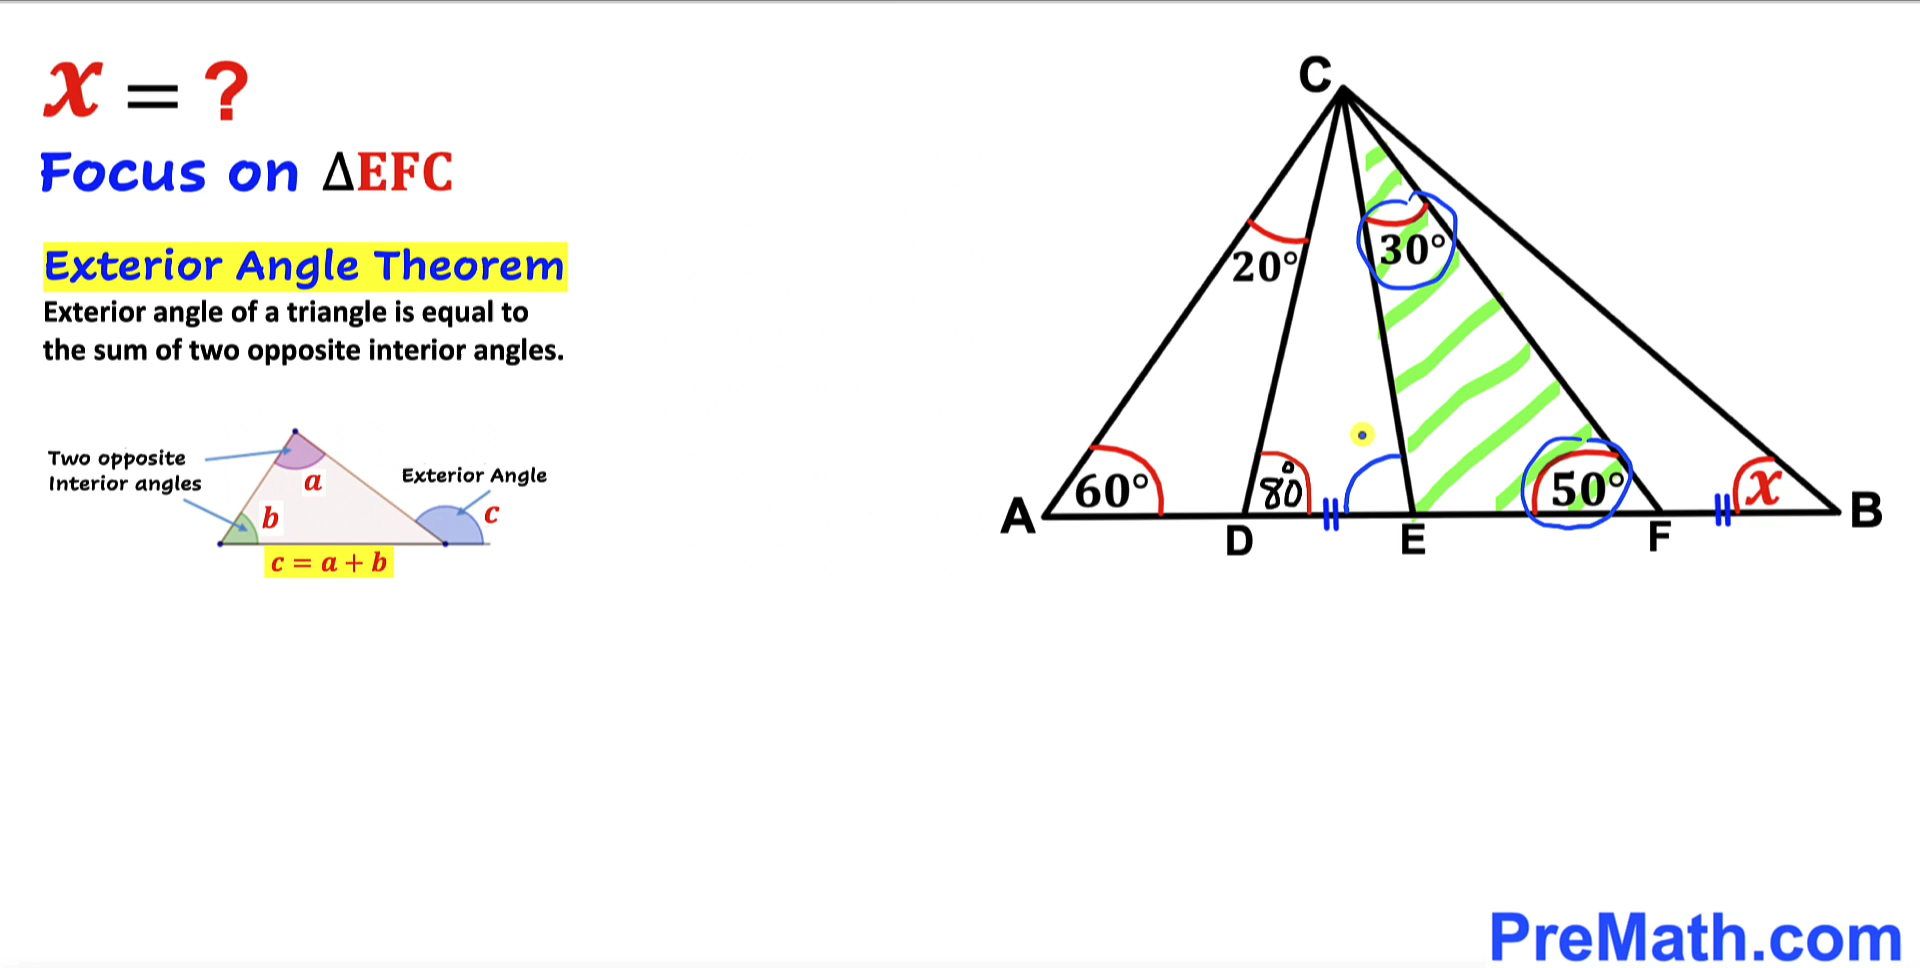 x = ?
Focus on ΔEFC
Exterior Angle Theorem
Exterior angle of a triangle is equal to
the sum of two opposite interior angles.
Two opposite
Interior angles
a
b
Exterior Angle
c
c = a + b
C
20°
30°
60°
80°
50°
x
A
D
E
F
B
PreMath.com